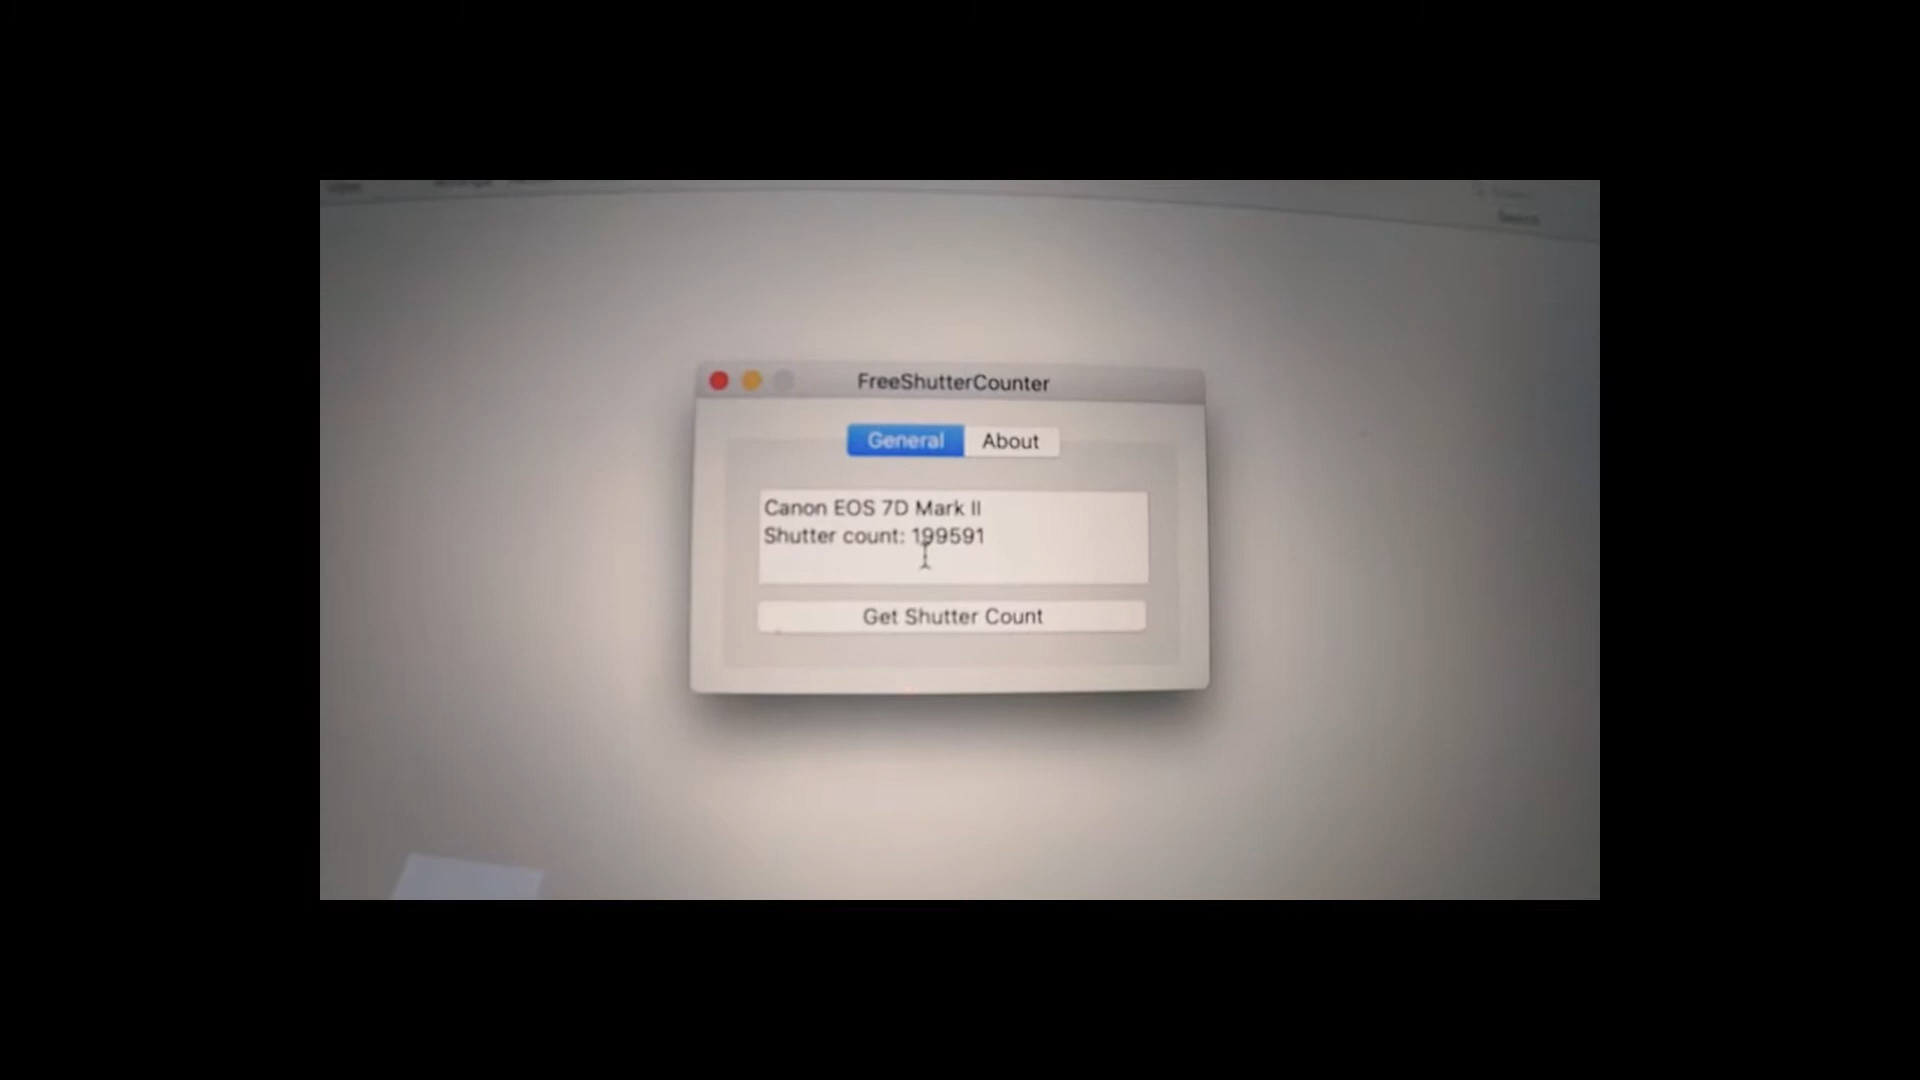 FreeShutterCounter
General About
Canon EOS 7D Mark II
Shutter count: 199591
Get Shutter Count